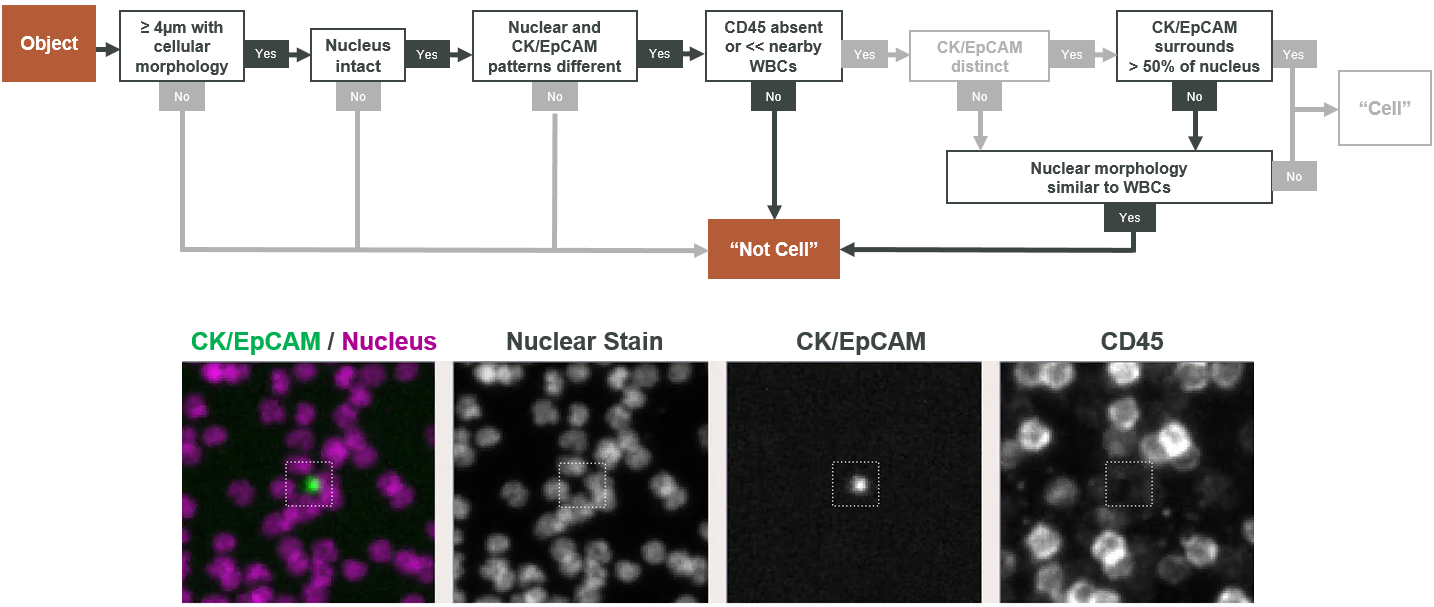 Object
≥ 4µm with
cellular
morphology
Yes
No
Nucleus
intact
Yes
No
Nuclear and
CK/EpCAM
patterns different
Yes
No
CD45 absent
or << nearby
WBCs
Yes
No
CK/EpCAM
distinct
Yes
No
CK/EpCAM
surrounds
> 50% of nucleus
Yes
No
“Cell”
Nuclear morphology
similar to WBCs
No
Yes
“Not Cell”
CK/EpCAM / Nucleus
Nuclear Stain
CK/EpCAM
CD45